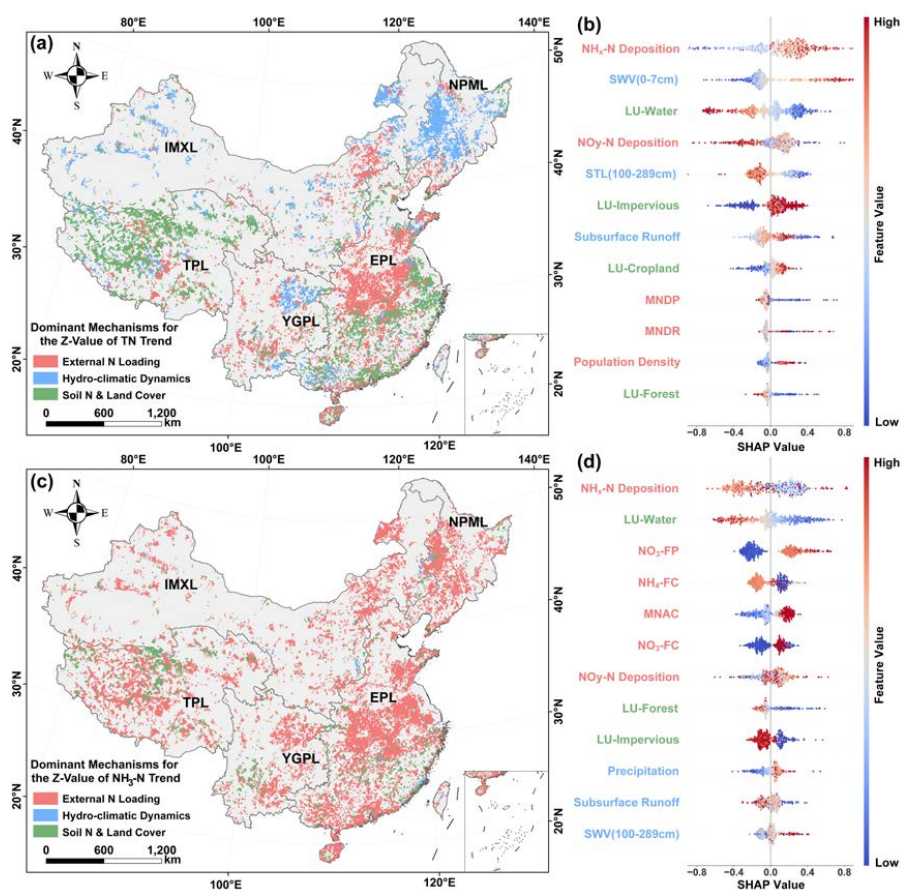 (a)
80°E
100°E
120°E
140°E
N
W E
S
50°N
40°N
30°N
20°N
40°N
30°N
20°N
NPML
IMXL
TPL
EPL
YGPL
Dominant Mechanisms for
the Z-Value of TN Trend
External N Loading
Hydro-climatic Dynamics
Soil N & Land Cover
0 600 1,200
km
100°E
120°E
(b)
NHₓ-N Deposition
SWV(0-7cm)
LU-Water
NOy-N Deposition
STL(100-289cm)
LU-Impervious
Subsurface Runoff
LU-Cropland
MNDP
MNDR
Population Density
LU-Forest
-0.8 -0.4 0.0 0.4 0.8
SHAP Value
High
Feature Value
Low
(c)
80°E
100°E
120°E
140°E
N
W E
S
50°N
40°N
30°N
20°N
40°N
30°N
20°N
NPML
IMXL
TPL
EPL
YGPL
Dominant Mechanisms for
the Z-Value of NH₃-N Trend
External N Loading
Hydro-climatic Dynamics
Soil N & Land Cover
0 600 1,200
km
100°E
120°E
(d)
NHₓ-N Deposition
LU-Water
NO₃-FP
NH₄-FC
MNAC
NO₃-FC
NOy-N Deposition
LU-Forest
LU-Impervious
Precipitation
Subsurface Runoff
SWV(100-289cm)
-0.8 -0.4 0.0 0.4 0.8
SHAP Value
High
Feature Value
Low